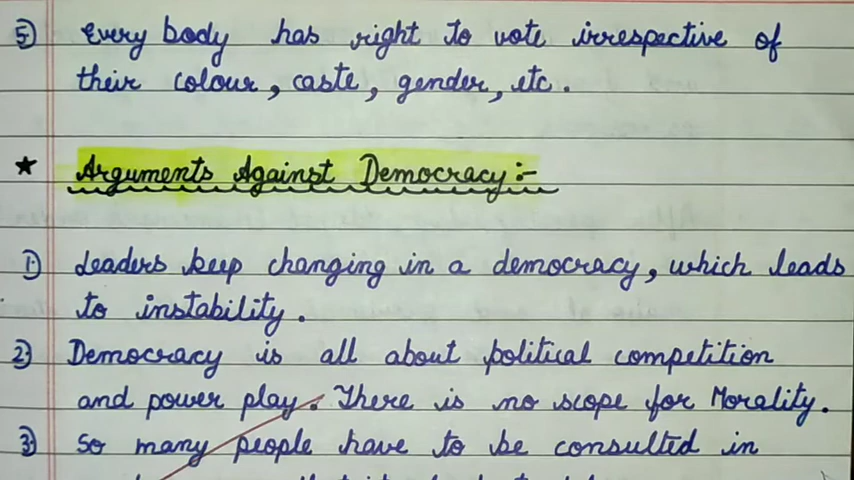 5) Every body has right to vote irrespective of
their colour, caste, gender, etc.
★ Arguments Against Democracy:-
1) Leaders keep changing in a democracy, which leads
to instability.
2) Democracy is all about political competition
and power play. There is no scope for Morality.
3) So many people have to be consulted in